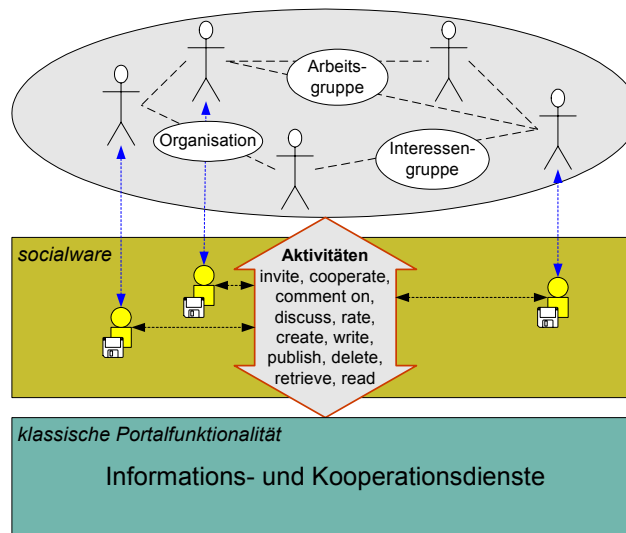 Arbeits-
gruppe
Organisation
Interessen-
gruppe
socialware
Aktivitäten
invite, cooperate,
comment on,
discuss, rate,
create, write,
publish, delete,
retrieve, read
klassische Portalfunktionalität
Informations- und Kooperationsdienste